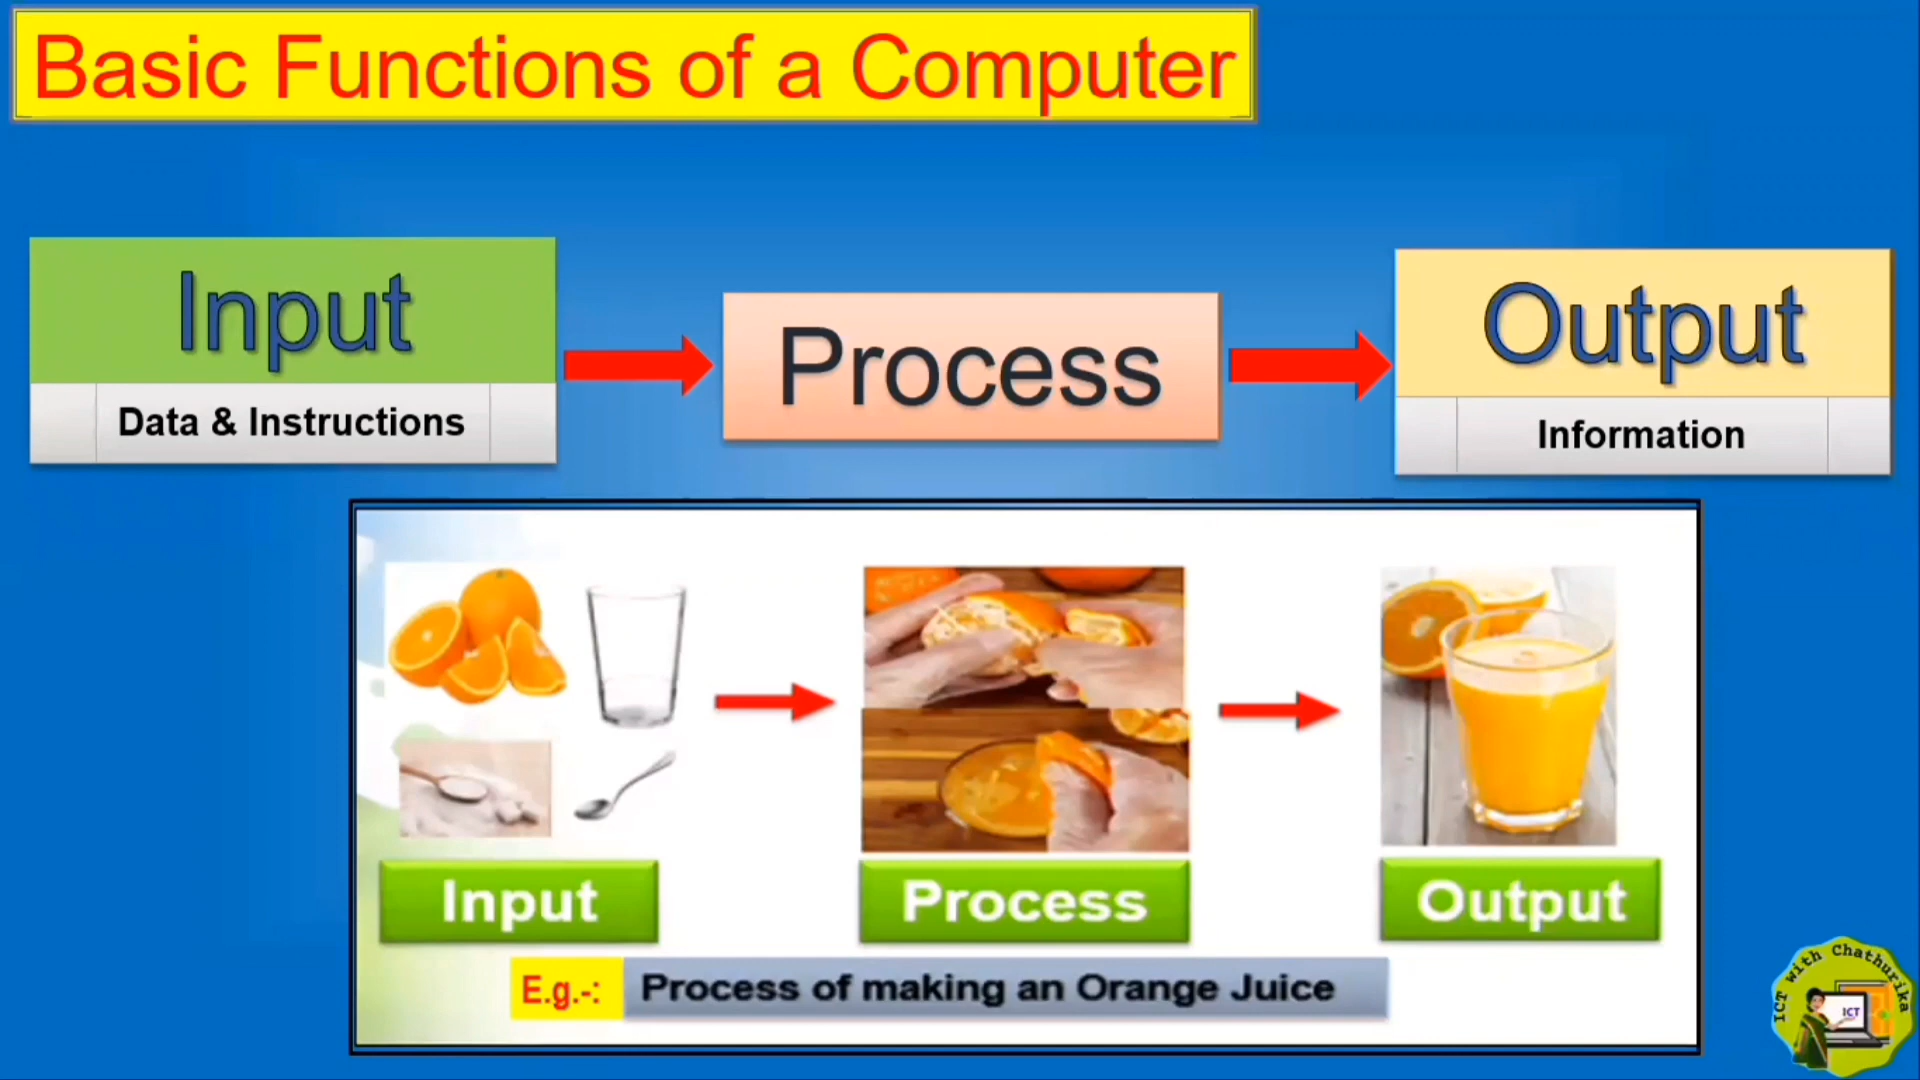 Basic Functions of a Computer
Input
Data & Instructions
Process
Output
Information
Input
Process
Output
E.g.-: Process of making an Orange Juice
ICT with Chathurika
ICT